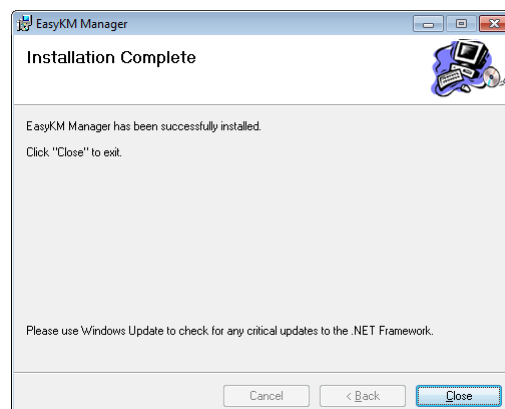 EasyKM Manager
Installation Complete
EasyKM Manager has been successfully installed.
Click "Close" to exit.
Please use Windows Update to check for any critical updates to the .NET Framework.
Cancel
< Back
Close